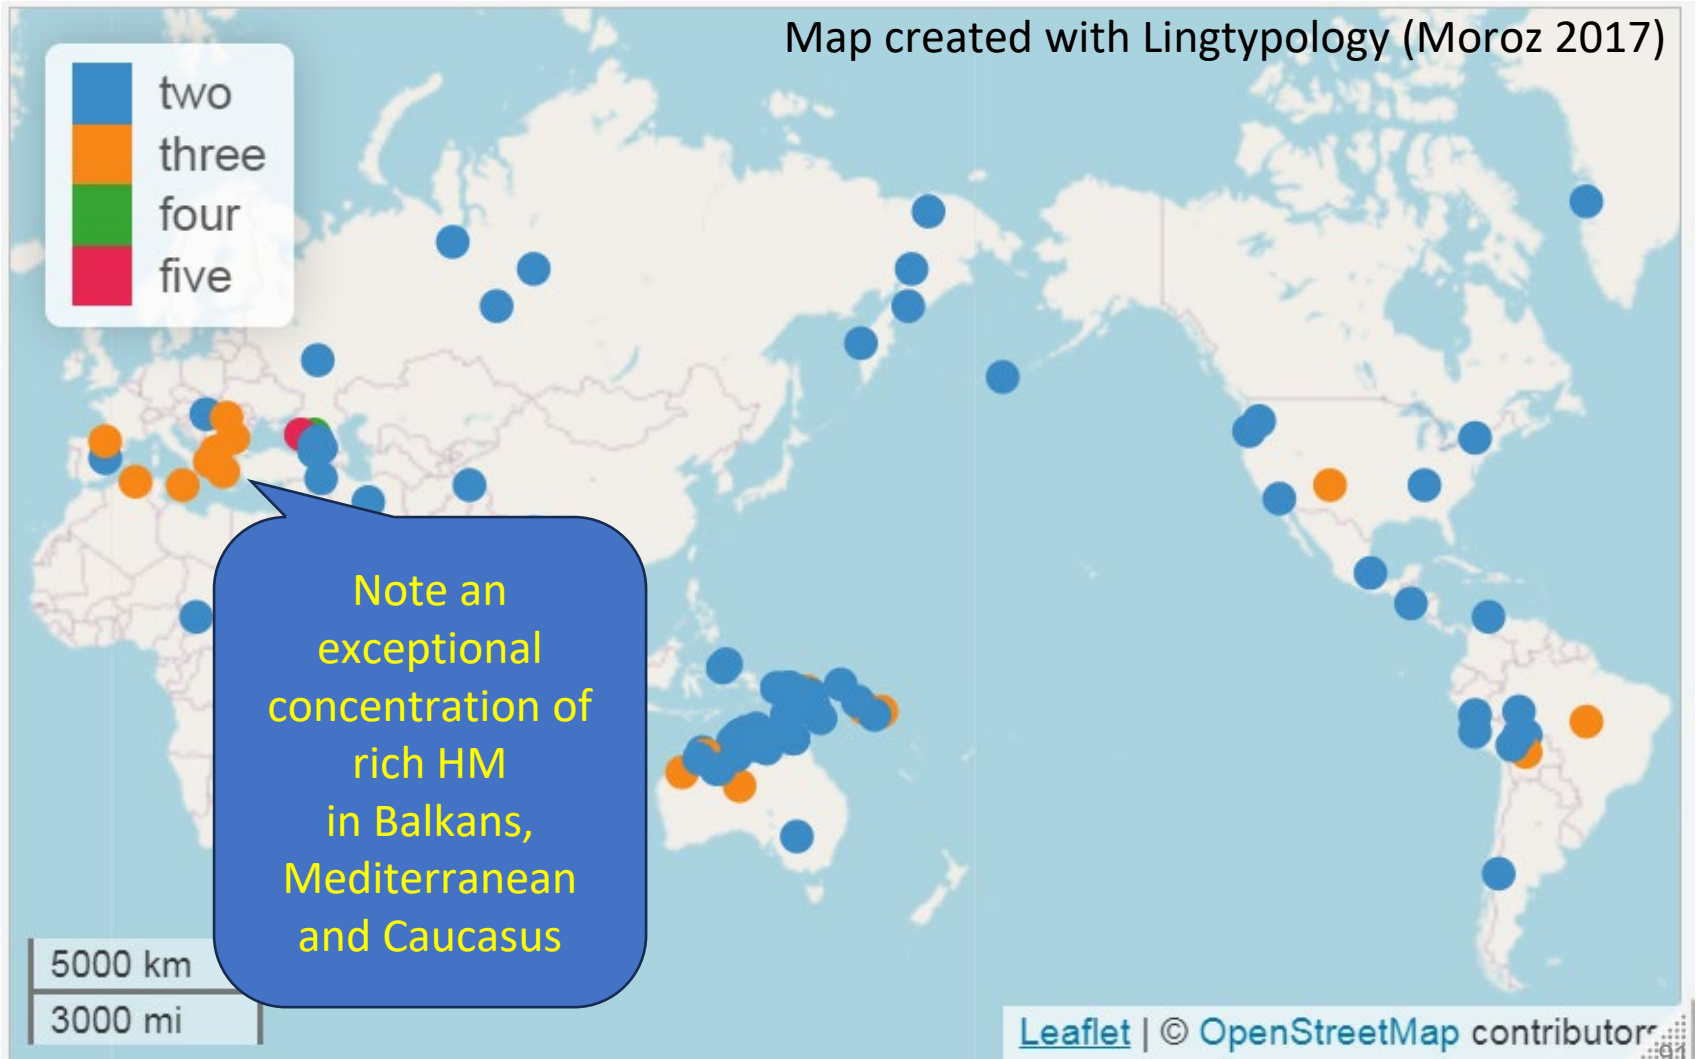 Map created with Lingtypology (Moroz 2017)
two
three
four
five
Note an
exceptional
concentration of
rich HM
in Balkans,
Mediterranean
and Caucasus
5000 km
3000 mi
Leaflet | © OpenStreetMap contributors